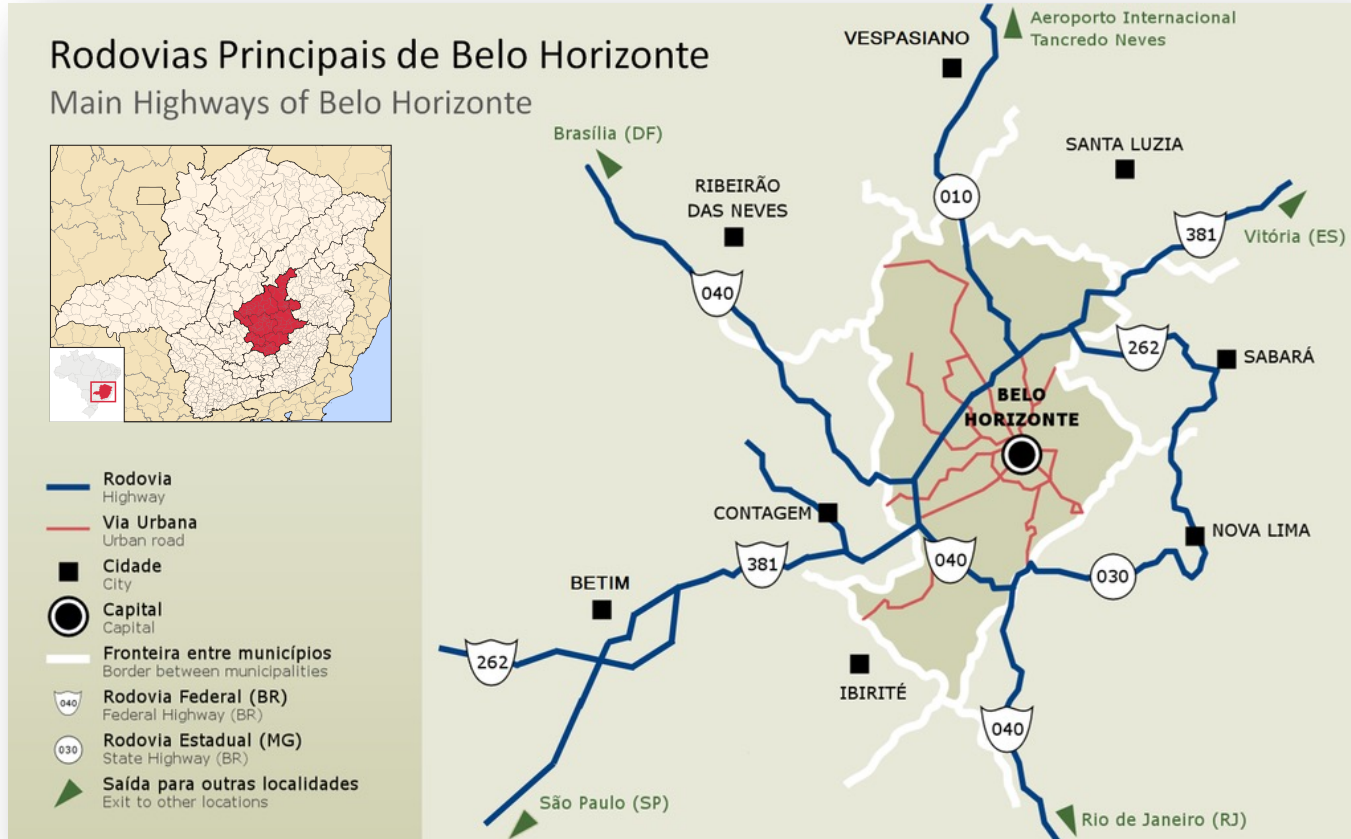 Rodovias Principais de Belo Horizonte
Main Highways of Belo Horizonte
Rodovia
Highway
Via Urbana
Urban road
Cidade
City
Capital
Capital
Fronteira entre municípios
Border between municipalities
040
Rodovia Federal (BR)
Federal Highway (BR)
030
Rodovia Estadual (MG)
State Highway (BR)
Saída para outras localidades
Exit to other locations
Aeroporto Internacional
Tancredo Neves
VESPASIANO
Brasília (DF)
SANTA LUZIA
RIBEIRÃO
DAS NEVES
010
381
Vitória (ES)
040
262
SABARÁ
BELO
HORIZONTE
CONTAGEM
NOVA LIMA
381
040
030
BETIM
262
IBIRITÉ
040
São Paulo (SP)
Rio de Janeiro (RJ)